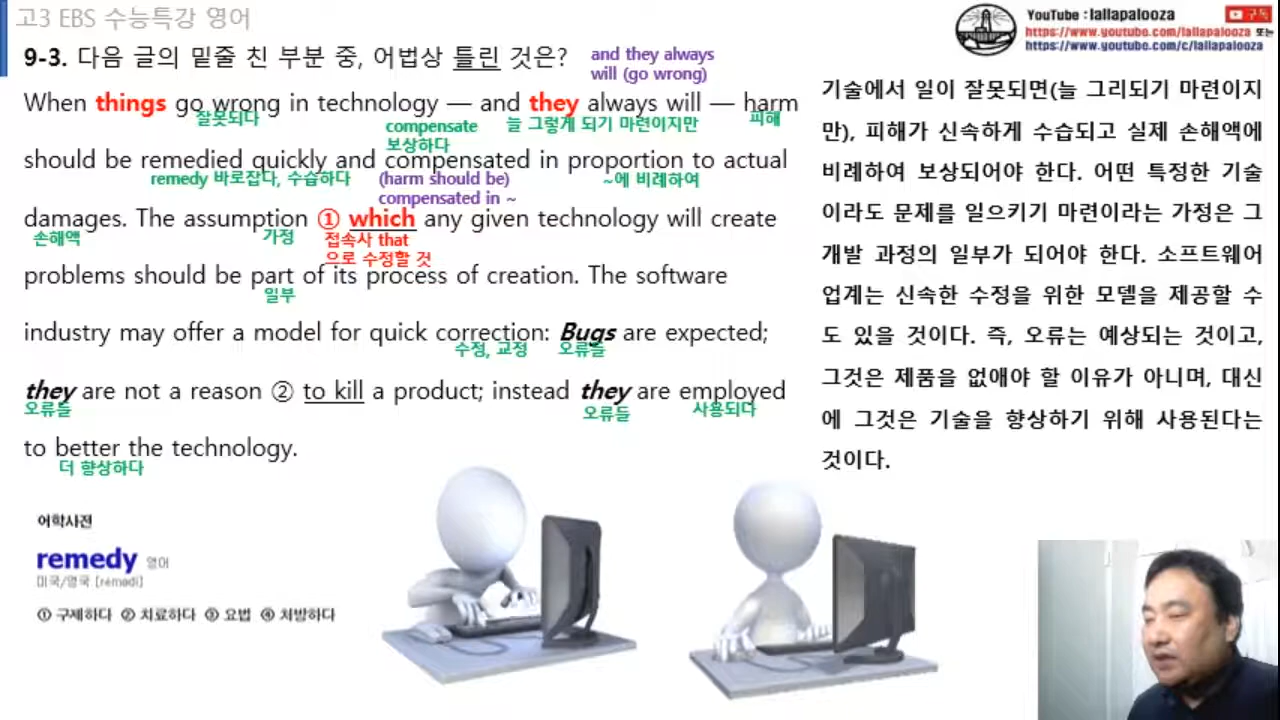 고3 EBS 수능특강 영어
YouTube : lallapalooza
구독
https://www.youtube.com/lallapalooza 또는
https://www.youtube.com/c/lallapalooza
9-3. 다음 글의 밑줄 친 부분 중, 어법상 틀린 것은?
and they always
will (go wrong)
When things go wrong in technology — and they always will — harm
잘못되다
compensate
보상하다
늘 그렇게 되기 마련이지만
피해
should be remedied quickly and compensated in proportion to actual
remedy 바로잡다, 수습하다
(harm should be)
compensated in ~
~에 비례하여
damages. The assumption ① which any given technology will create
손해액
가정
접속사 that
으로 수정할 것
problems should be part of its process of creation. The software
일부
industry may offer a model for quick correction: Bugs are expected;
수정, 교정
오류들
they are not a reason ② to kill a product; instead they are employed
오류들
오류들
사용되다
to better the technology.
더 향상하다
기술에서 일이 잘못되면(늘 그리되기 마련이지
만), 피해가 신속하게 수습되고 실제 손해액에
비례하여 보상되어야 한다. 어떤 특정한 기술
이라도 문제를 일으키기 마련이라는 가정은 그
개발 과정의 일부가 되어야 한다. 소프트웨어
업계는 신속한 수정을 위한 모델을 제공할 수
도 있을 것이다. 즉, 오류는 예상되는 것이고,
그것은 제품을 없애야 할 이유가 아니며, 대신
에 그것은 기술을 향상하기 위해 사용된다는
것이다.
어학사전
remedy 영어
미국/영국 [rémədi]
① 구제하다 ② 치료하다 ③ 요법 ④ 처방하다